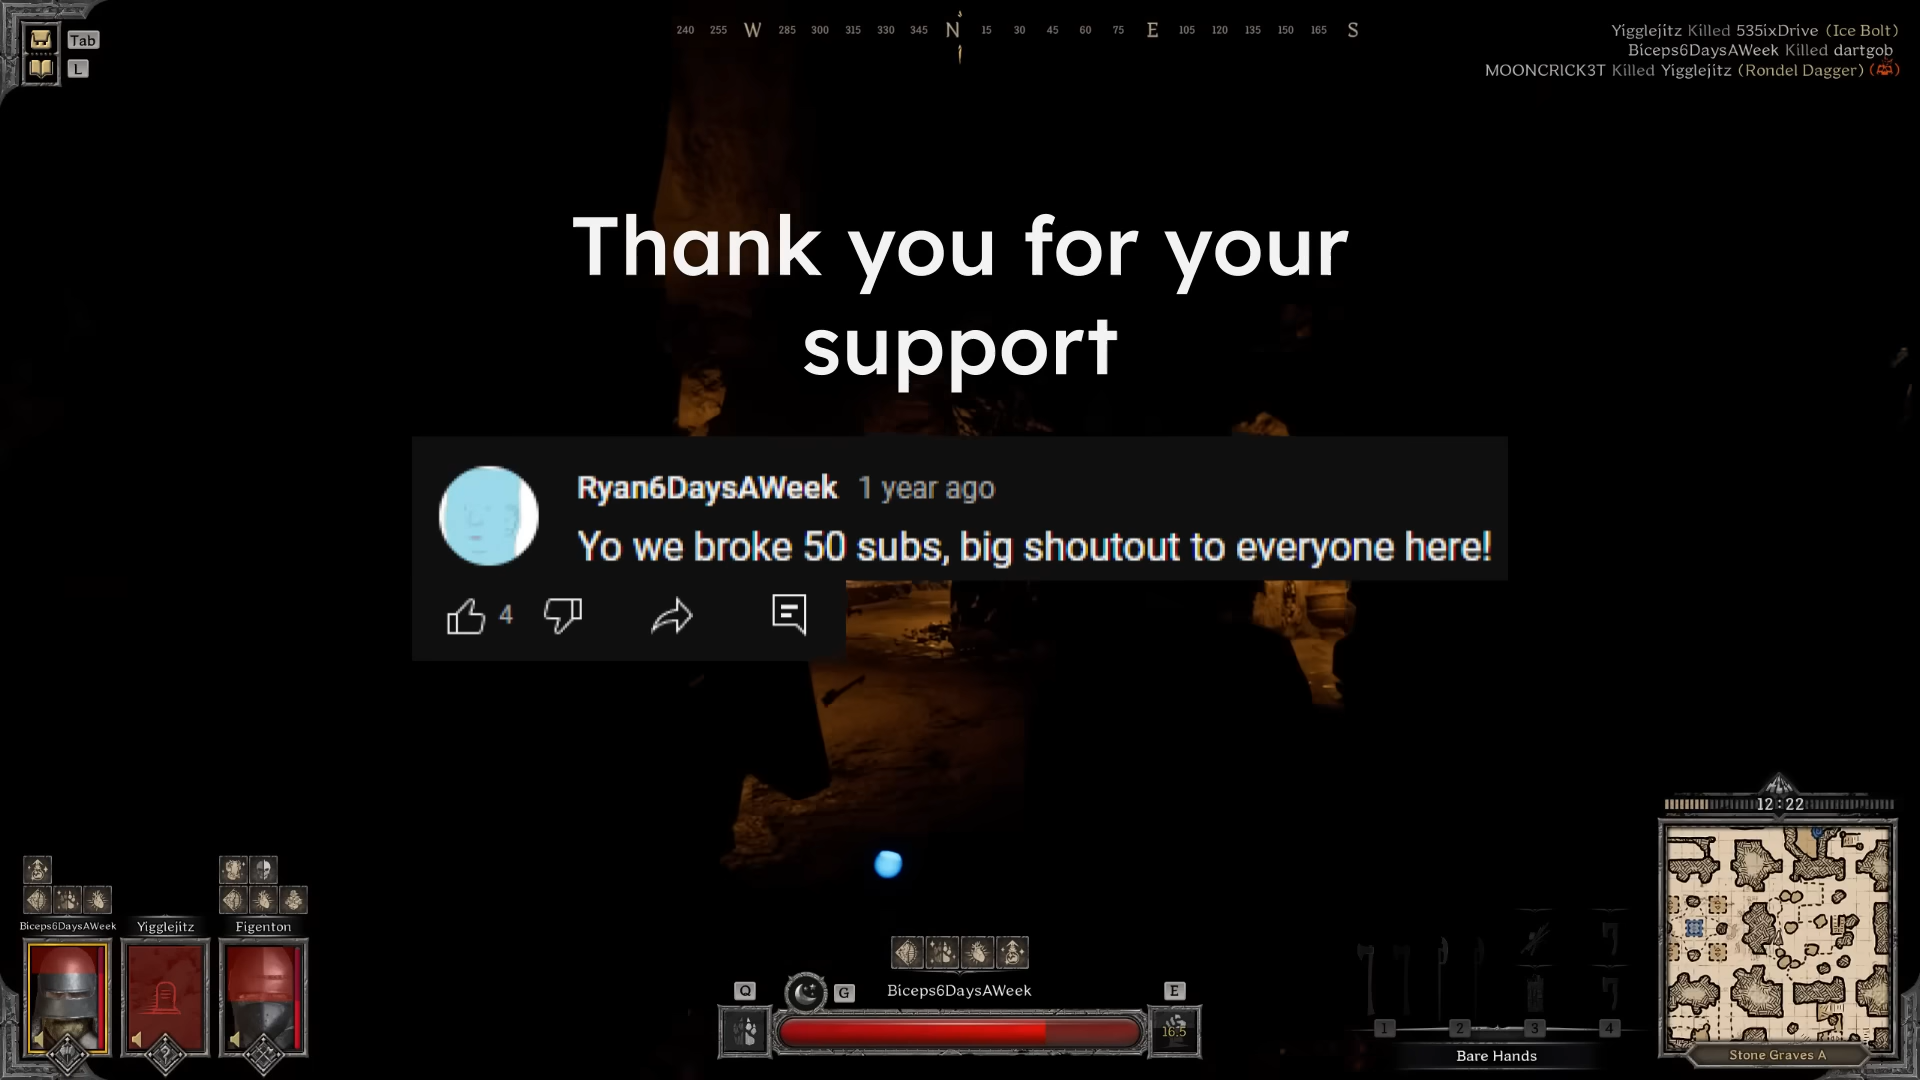 Tab
L
240 255 W 285 300 315 330 345 N 15 30 45 60 75 E 105 120 135 150 165 S
Yigglejitz Killed 535ixDrive (Ice Bolt)
Biceps6DaysAWeek Killed dartgob
MOONCRICK3T Killed Yigglejitz (Rondel Dagger)
Thank you for your
support
Ryan6DaysAWeek 1 year ago
Yo we broke 50 subs, big shoutout to everyone here!
4
12:22
Biceps6DaysAWeek Yigglejitz Figenton
Q G Biceps6DaysAWeek E
16.5
1 2 3 4
Bare Hands
Stone Graves A